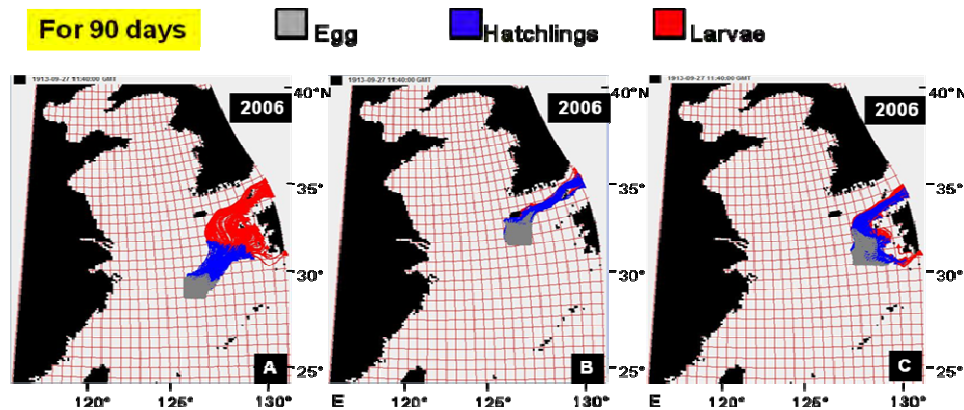 For 90 days
Egg
Hatchlings
Larvae
1913-09-27 11:40:00 GMT
1913-09-27 11:40:00 GMT
1913-09-27 11:40:00 GMT
2006
40°N
2006
40°N
2006
40°N
35°
35°
35°
30°
30°
30°
A
25°
B
25°
C
25°
120°
125°
130°
E
120°
125°
130°
E
120°
125°
130°